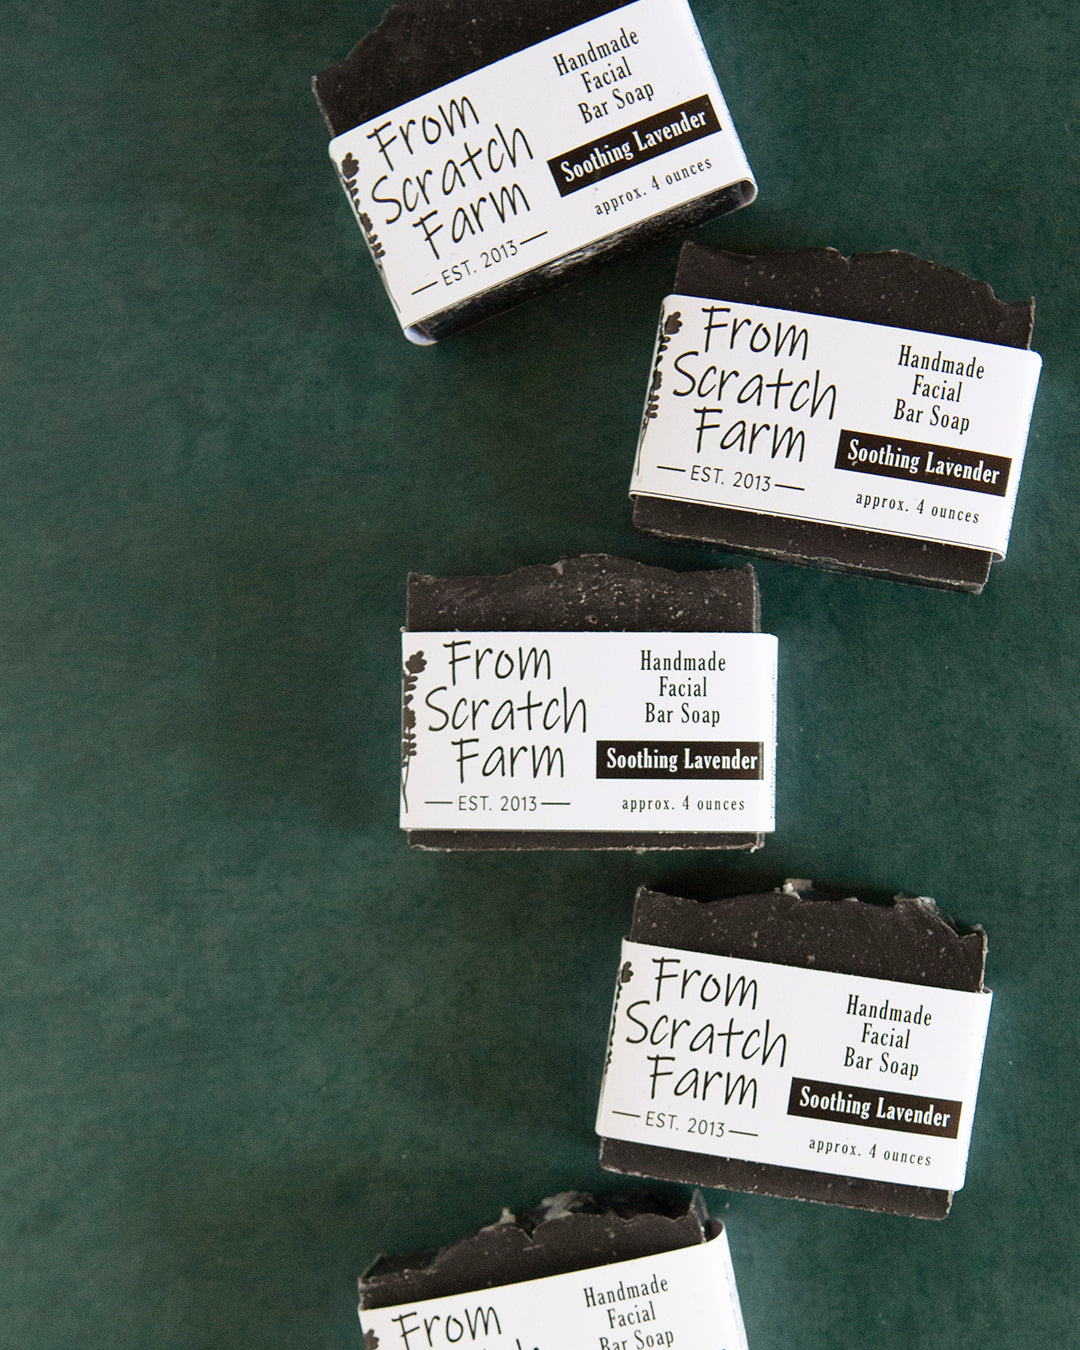 From
Scratch
Farm
EST. 2013
Handmade
Facial
Bar Soap
Soothing Lavender
approx. 4 ounces
From
Scratch
Farm
EST. 2013
Handmade
Facial
Bar Soap
Soothing Lavender
approx. 4 ounces
From
Scratch
Farm
EST. 2013
Handmade
Facial
Bar Soap
Soothing Lavender
approx. 4 ounces
From
Scratch
Farm
EST. 2013
Handmade
Facial
Bar Soap
Soothing Lavender
approx. 4 ounces
From
Handmade
Facial
Bar Soap